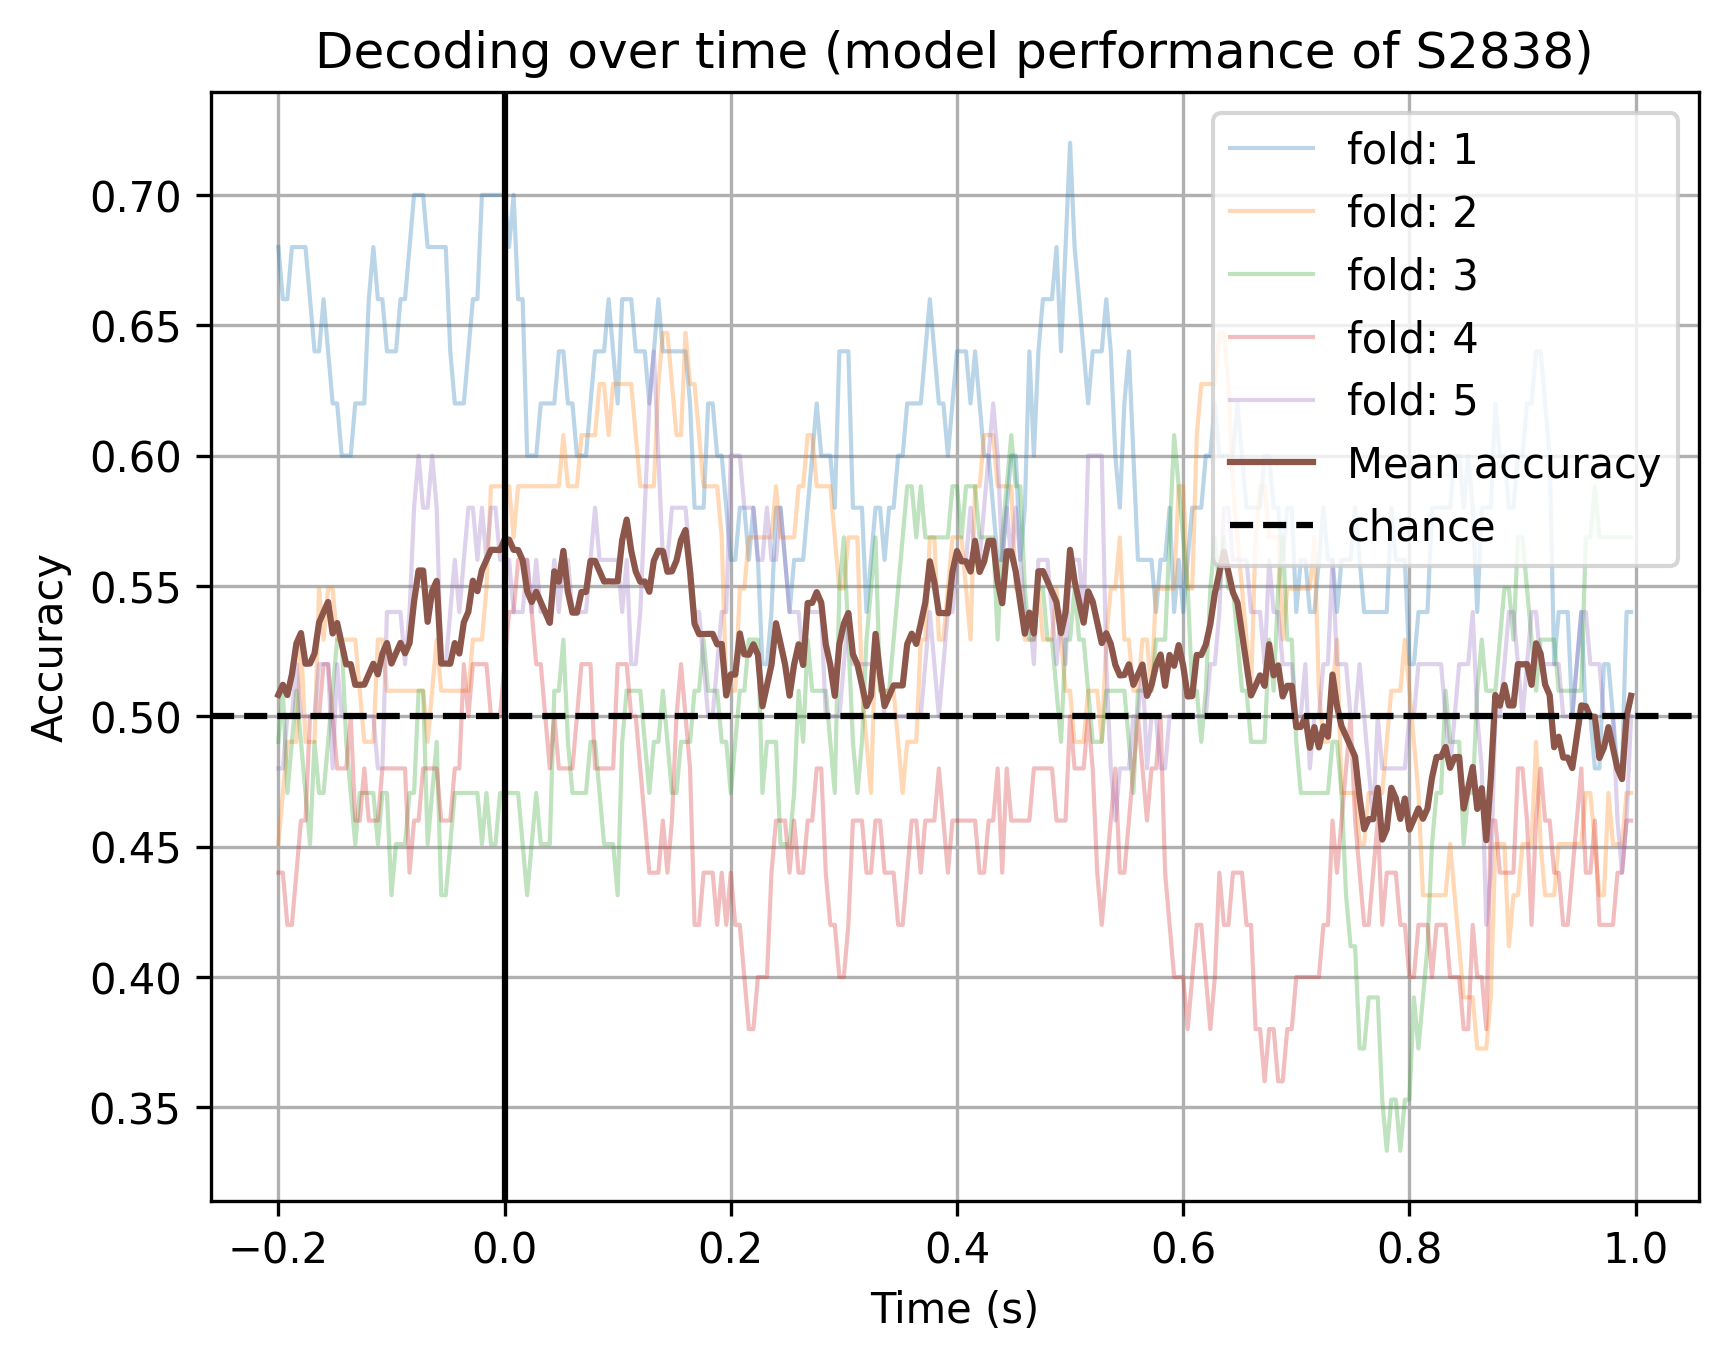 Decoding over time (model performance of S2838)
fold: 1
fold: 2
fold: 3
fold: 4
fold: 5
Mean accuracy
chance
Accuracy
0.70
0.65
0.60
0.55
0.50
0.45
0.40
0.35
−0.2 0.0 0.2 0.4 0.6 0.8 1.0
Time (s)